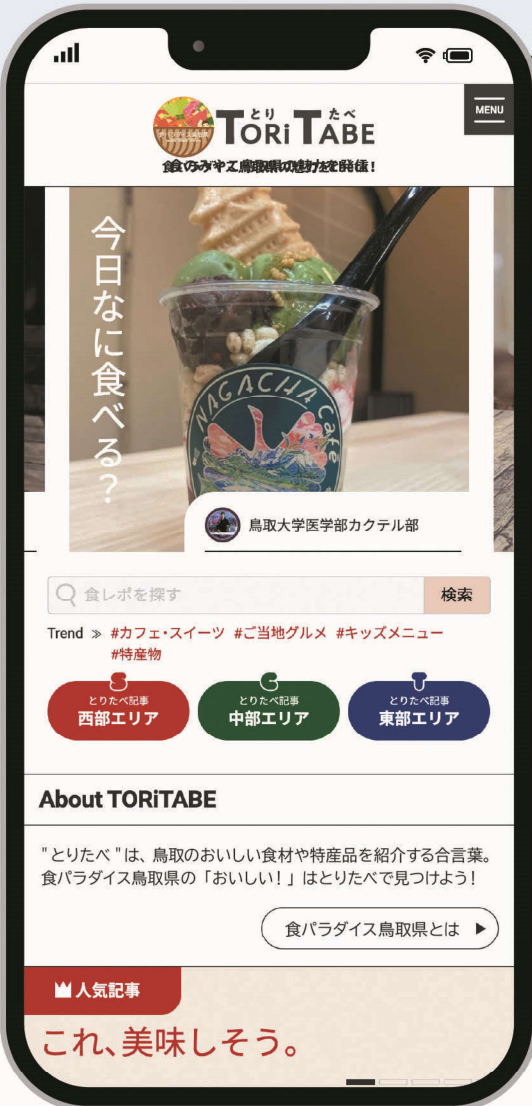 MENU
とり たべ
TORiTABE
今日なに食べる？
NAGACHA Cafe
鳥取大学医学部カクテル部
食レポを探す
検索
Trend ≫ #カフェ・スイーツ #ご当地グルメ #キッズメニュー
#特産物
S
とりたべ記事
西部エリア
C
とりたべ記事
中部エリア
T
とりたべ記事
東部エリア
About TORiTABE
"とりたべ"は、鳥取のおいしい食材や特産品を紹介する合言葉。
食パラダイス鳥取県の「おいしい！」はとりたべで見つけよう！
食パラダイス鳥取県とは ▶
人気記事
これ、美味しそう。